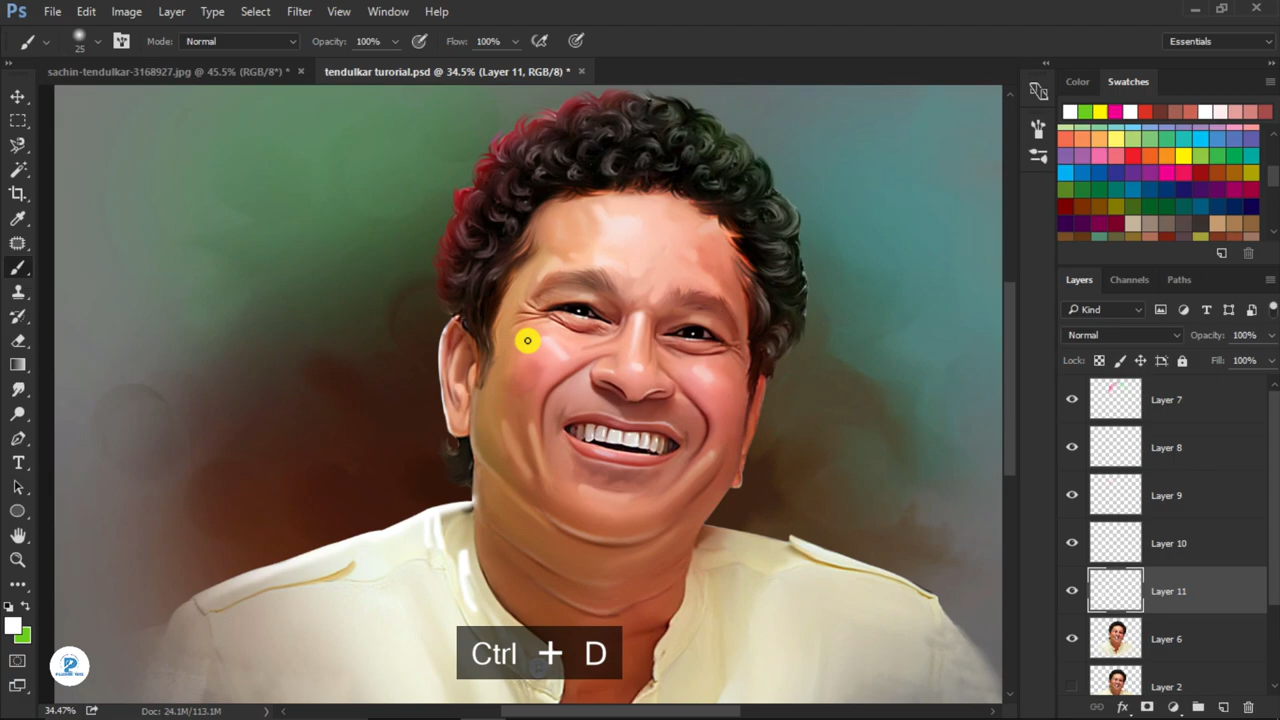 Ps File Edit Image Layer Type Select Filter View Window Help
25 Mode: Normal Opacity: 100% Flow: 100% Essentials
sachin-tendulkar-3168927.jpg @ 45.5% (RGB/8*) * × tendulkar turorial.psd @ 34.5% (Layer 11, RGB/8) * ×
Color Swatches
Layers Channels Paths
Kind
Normal Opacity: 100%
Lock: Fill: 100%
Layer 7
Layer 8
Layer 9
Layer 10
Layer 11
Layer 6
Layer 2
Ctrl + D
34.47% Doc: 24.1M/113.1M